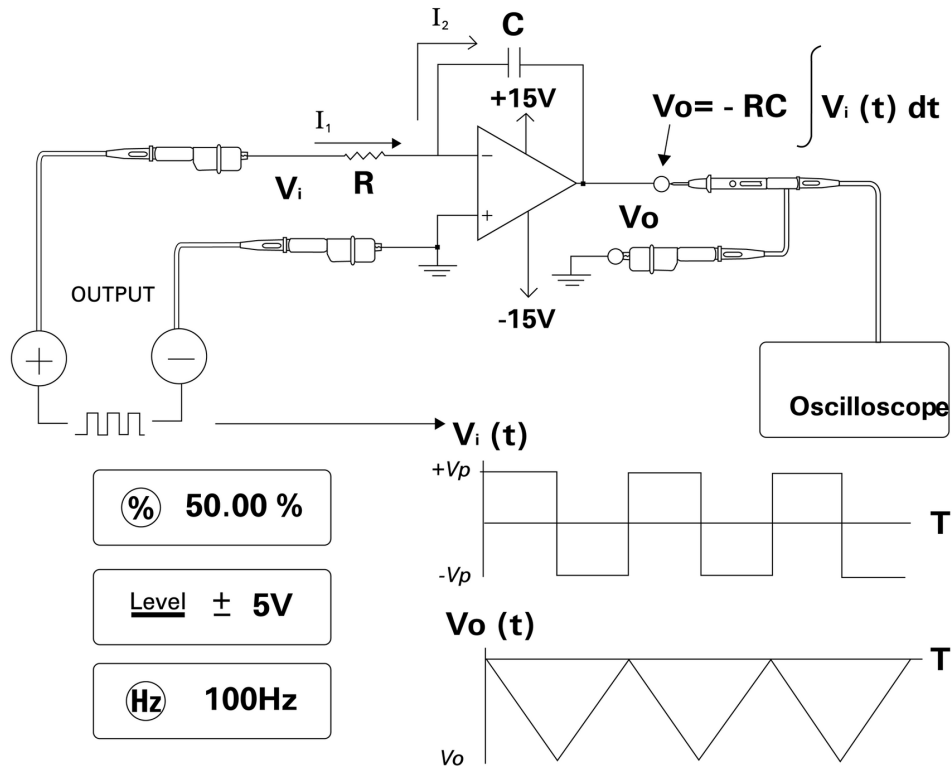 I₂
C
+15V
Vo= - RC ∫ Vᵢ (t) dt
I₁
Vᵢ
R
−
+
Vo
-15V
OUTPUT
+
−
Oscilloscope
Vᵢ (t)
+Vp
T
-Vp
% 50.00 %
Level ± 5V
Hz 100Hz
Vo (t)
T
Vo